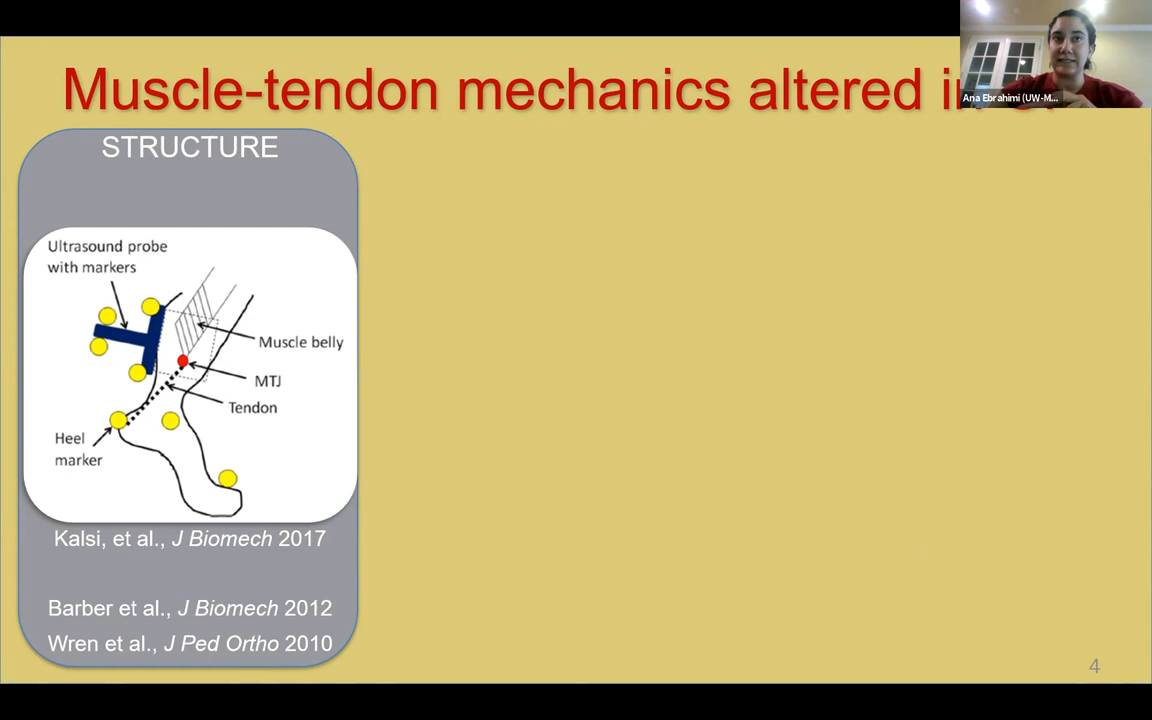 Muscle-tendon mechanics altered
Ana Ebrahimi (UW-M...
STRUCTURE
Ultrasound probe
with markers
Muscle belly
MTJ
Tendon
Heel
marker
Kalsi, et al., J Biomech 2017
Barber et al., J Biomech 2012
Wren et al., J Ped Ortho 2010
4